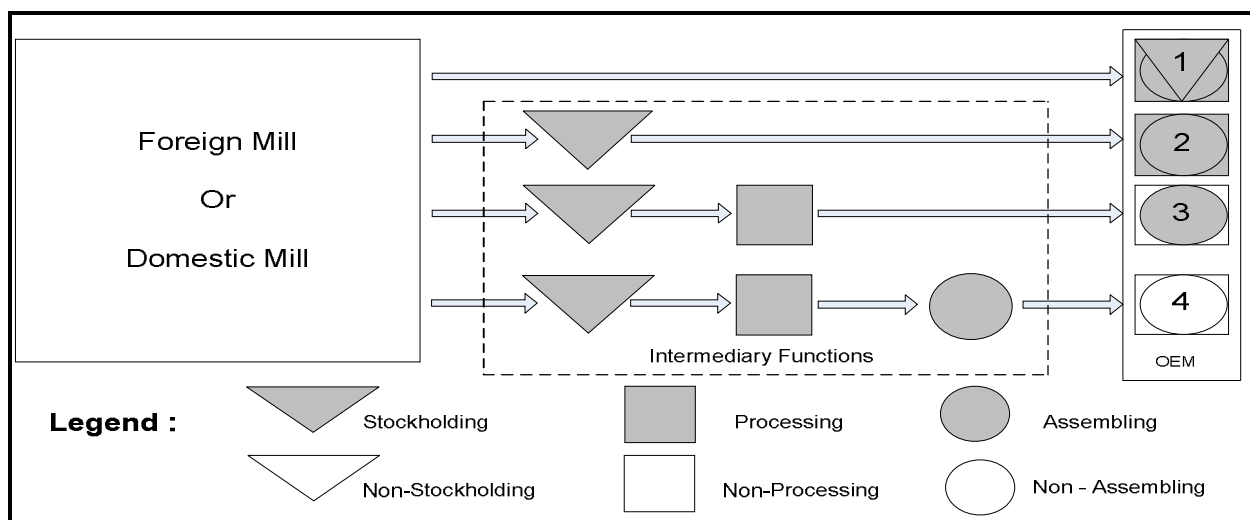 Foreign Mill
Or
Domestic Mill
1
2
3
4
Intermediary Functions
OEM
Legend :
Stockholding
Processing
Assembling
Non-Stockholding
Non-Processing
Non - Assembling